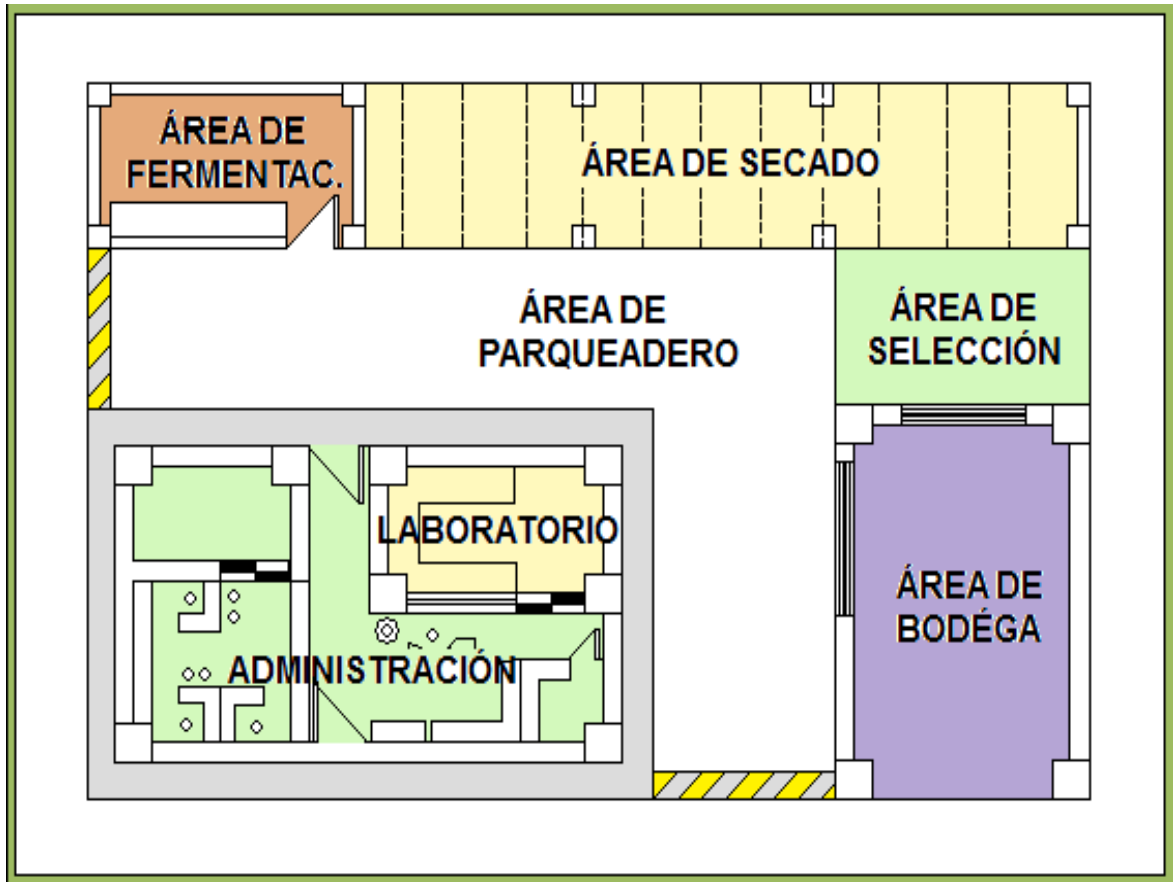 ÁREA DE
FERMENTAC.
ÁREA DE SECADO
ÁREA DE
PARQUEADERO
ÁREA DE
SELECCIÓN
LABORATORIO
ÁREA DE
BODÉGA
ADMINISTRACIÓN